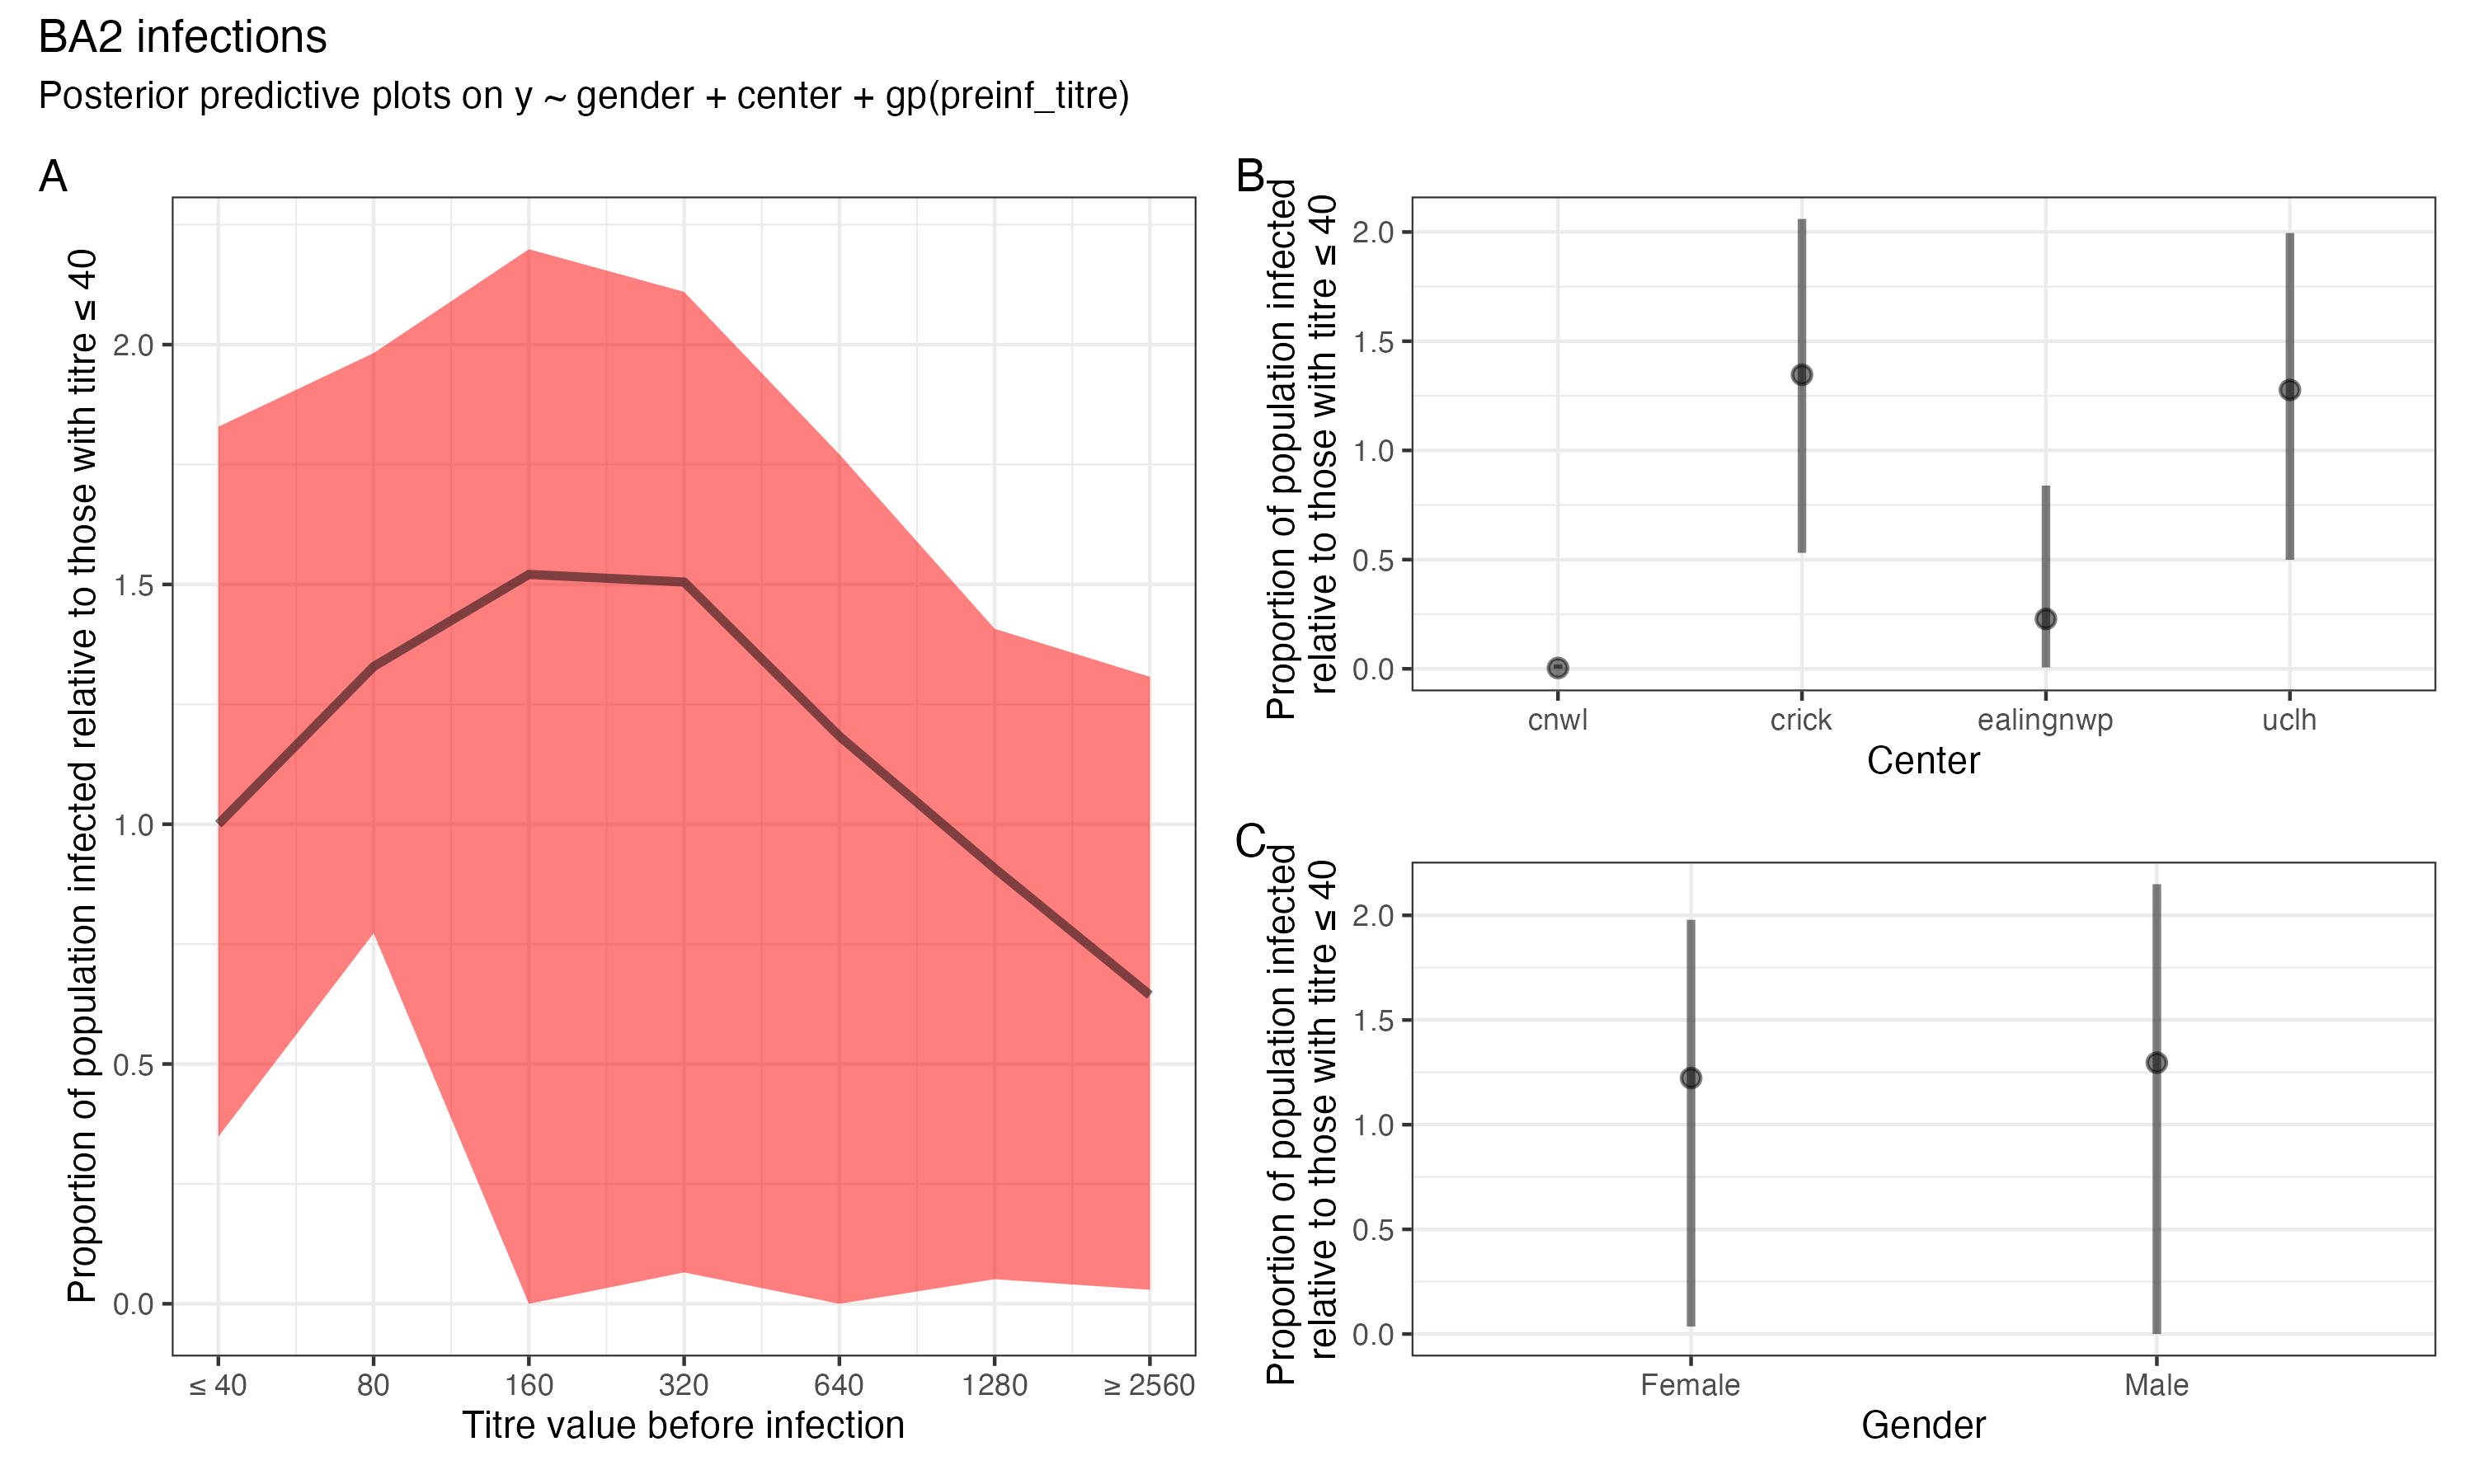 BA2 infections
Posterior predictive plots on y ~ gender + center + gp(preinf_titre)
A
Proportion of population infected relative to those with titre ≤ 40
2.0
1.5
1.0
0.5
0.0
≤ 40 80 160 320 640 1280 ≥ 2560
Titre value before infection
B
Proportion of population infected
relative to those with titre ≤ 40
2.0
1.5
1.0
0.5
0.0
cnwl crick ealingnwp uclh
Center
C
Proportion of population infected
relative to those with titre ≤ 40
2.0
1.5
1.0
0.5
0.0
Female Male
Gender